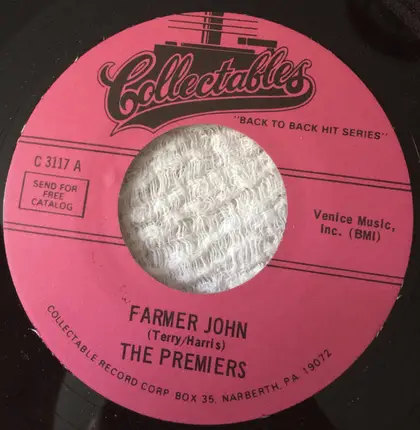 Collectables
"BACK TO BACK HIT SERIES"
C 3117 A
SEND FOR
FREE
CATALOG
Venice Music,
Inc. (BMI)
FARMER JOHN
(Terry/Harris)
THE PREMIERS
COLLECTABLE RECORD CORP BOX 35, NARBERTH, PA 19072